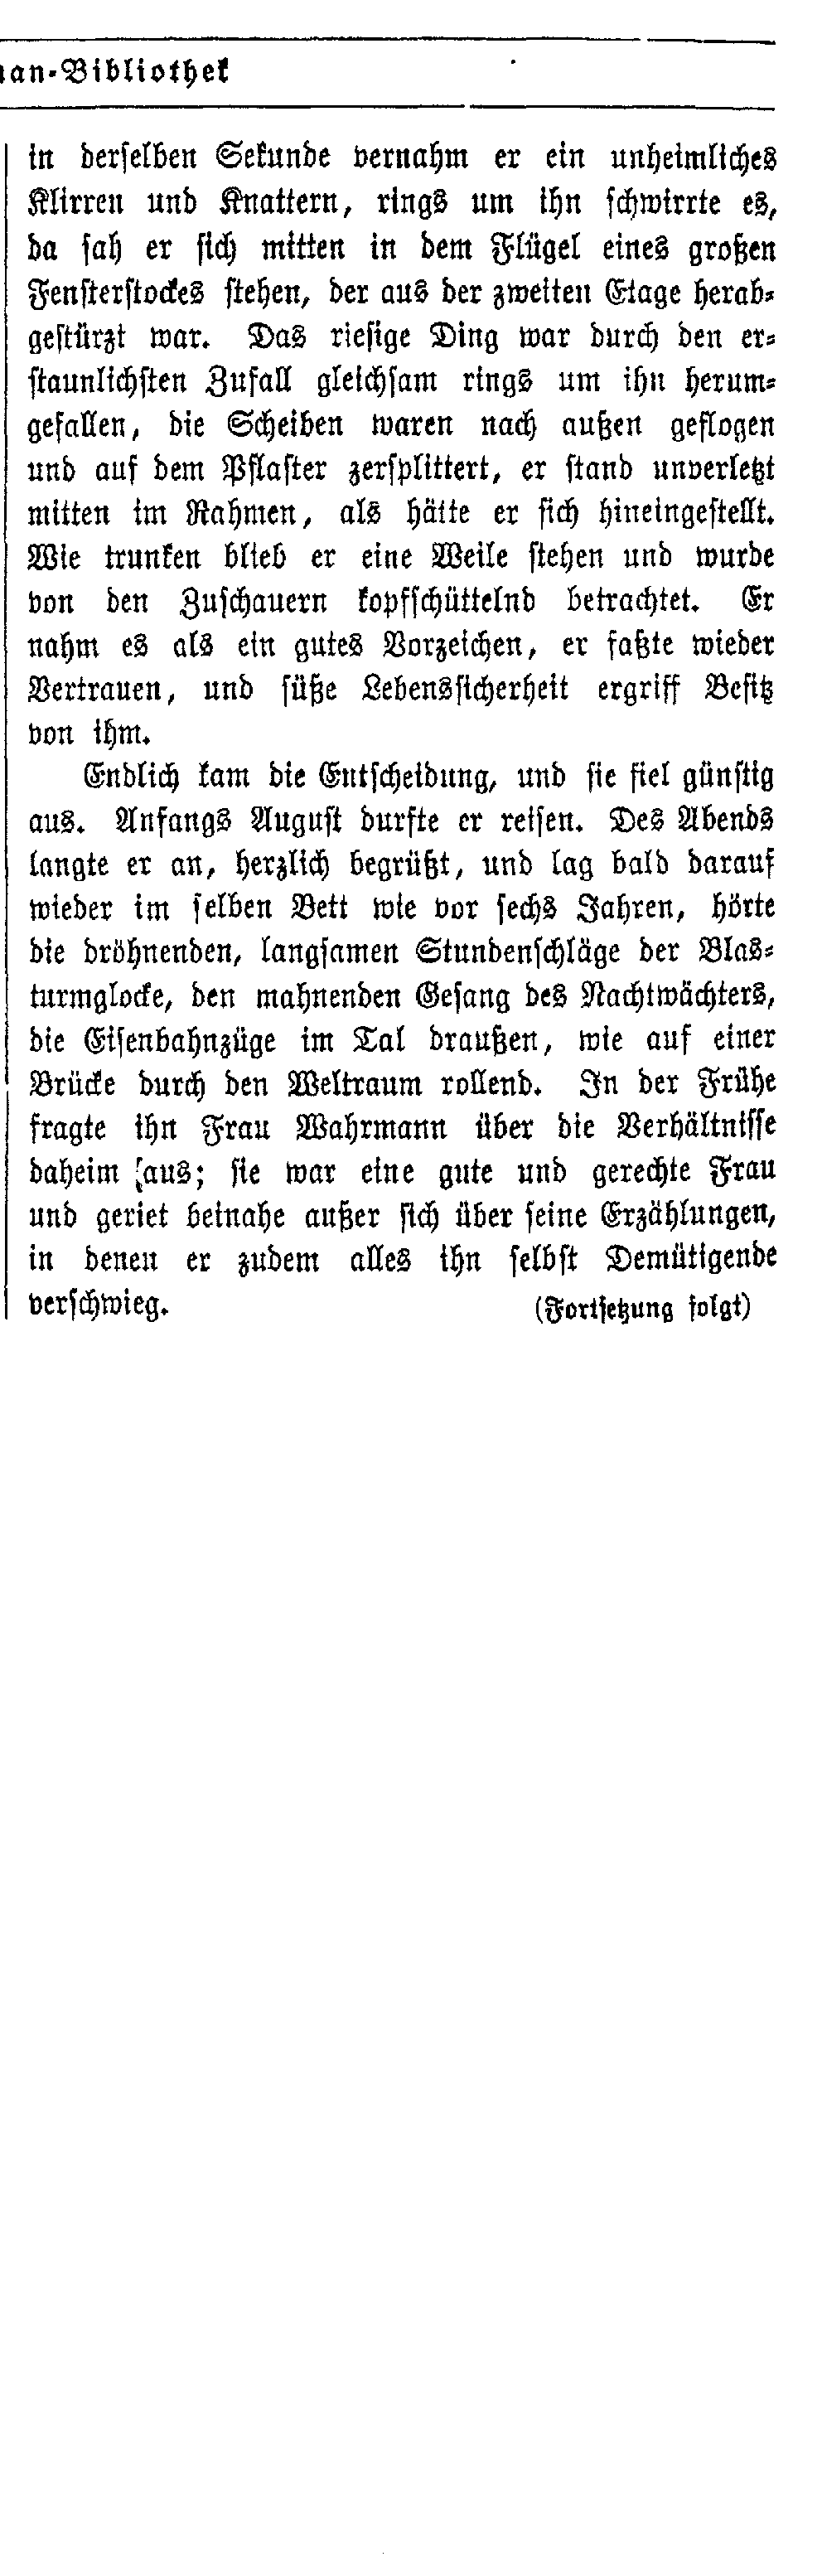 an-Bibliothek
in derselben Sekunde vernahm er ein unheimliches
Klirren und Knattern, rings um ihn schwirrte es,
da sah er sich mitten in dem Flügel eines großen
Fensterstockes stehen, der aus der zweiten Etage herab-
gestürzt war. Das riesige Ding war durch den er-
staunlichsten Zufall gleichsam rings um ihn herum-
gefallen, die Scheiben waren nach außen geflogen
und auf dem Pflaster zersplittert, er stand unverletzt
mitten im Rahmen, als hätte er sich hineingestellt.
Wie trunken blieb er eine Weile stehen und wurde
von den Zuschauern kopfschüttelnd betrachtet. Er
nahm es als ein gutes Vorzeichen, er faßte wieder
Vertrauen, und süße Lebenssicherheit ergriff Besitz
von ihm.
Endlich kam die Entscheidung, und sie fiel günstig
aus. Anfangs August durfte er reisen. Des Abends
langte er an, herzlich begrüßt, und lag bald darauf
wieder im selben Bett wie vor sechs Jahren, hörte
die dröhnenden, langsamen Stundenschläge der Blas-
turmglocke, den mahnenden Gesang des Nachtwächters,
die Eisenbahnzüge im Tal draußen, wie auf einer
Brücke durch den Weltraum rollend. In der Frühe
fragte ihn Frau Wahrmann über die Verhältnisse
daheim aus; sie war eine gute und gerechte Frau
und geriet beinahe außer sich über seine Erzählungen,
in denen er zudem alles ihn selbst Demütigende
verschwieg. (Fortsetzung folgt)